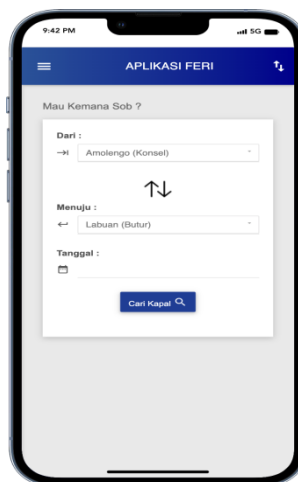 9:42 PM
5G
APLIKASI FERI
Mau Kemana Sob ?
Dari :
Amolengo (Konsel)
Menuju :
Labuan (Butur)
Tanggal :
Cari Kapal